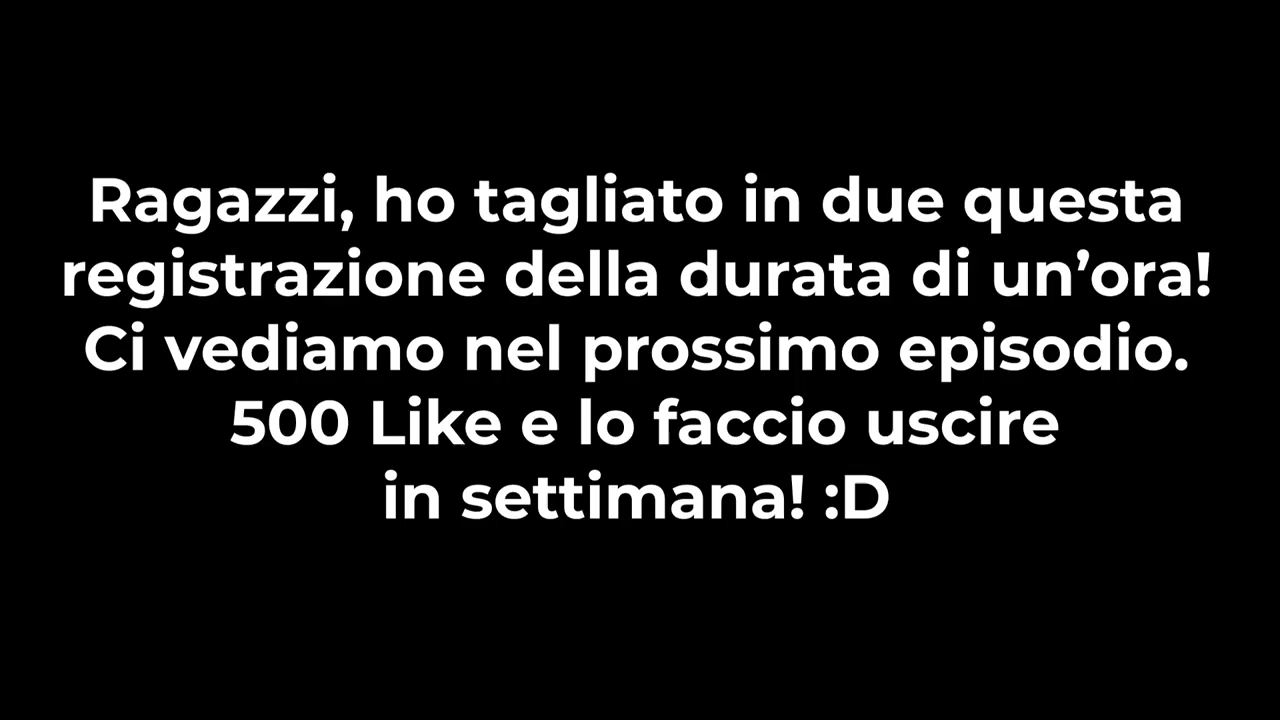 Ragazzi, ho tagliato in due questa
registrazione della durata di un’ora!
Ci vediamo nel prossimo episodio.
500 Like e lo faccio uscire
in settimana! :D